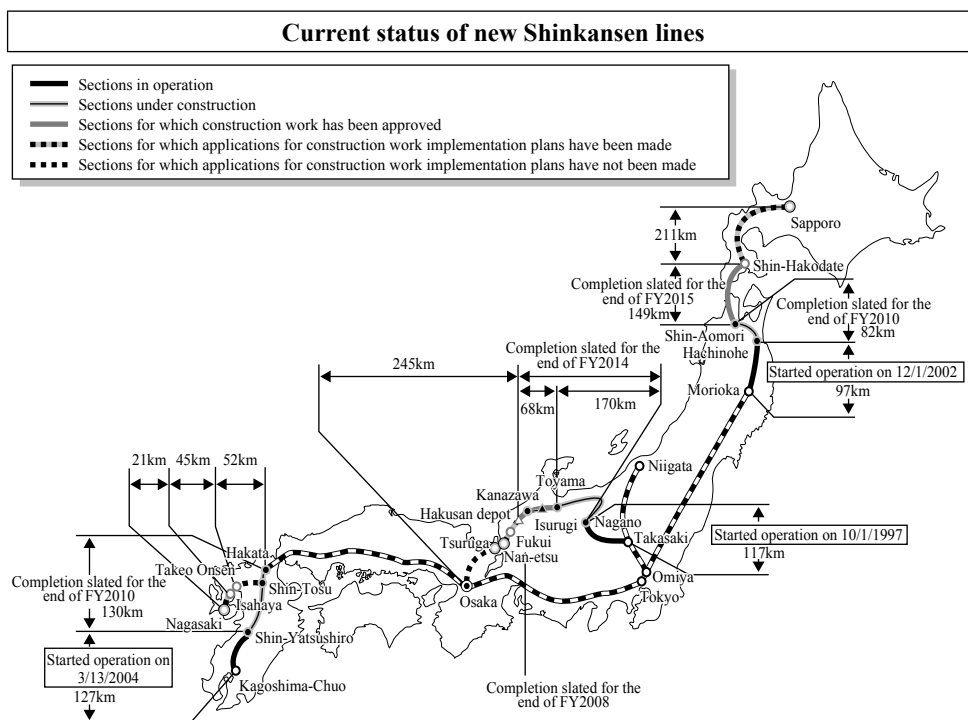 Current status of new Shinkansen lines
Sections in operation
Sections under construction
Sections for which construction work has been approved
Sections for which applications for construction work implementation plans have been made
Sections for which applications for construction work implementation plans have not been made
Sapporo
211km
Shin-Hakodate
Completion slated for the
end of FY2015
149km
Completion slated for the
end of FY2010
82km
Shin-Aomori
Hachinohe
Started operation on 12/1/2002
97km
Morioka
Completion slated for the
end of FY2014
245km
68km
170km
Niigata
21km
45km
52km
Toyama
Kanazawa
Hakusan depot
Isurugi
Nagano
Started operation on 10/1/1997
117km
Takasaki
Tsuruga
Fukui
Nan-etsu
Omiya
Tokyo
Hakata
Takeo Onsen
Shin-Tosu
Osaka
Completion slated for the
end of FY2010
130km
Isahaya
Nagasaki
Shin-Yatsushiro
Started operation on
3/13/2004
127km
Kagoshima-Chuo
Completion slated for the
end of FY2008